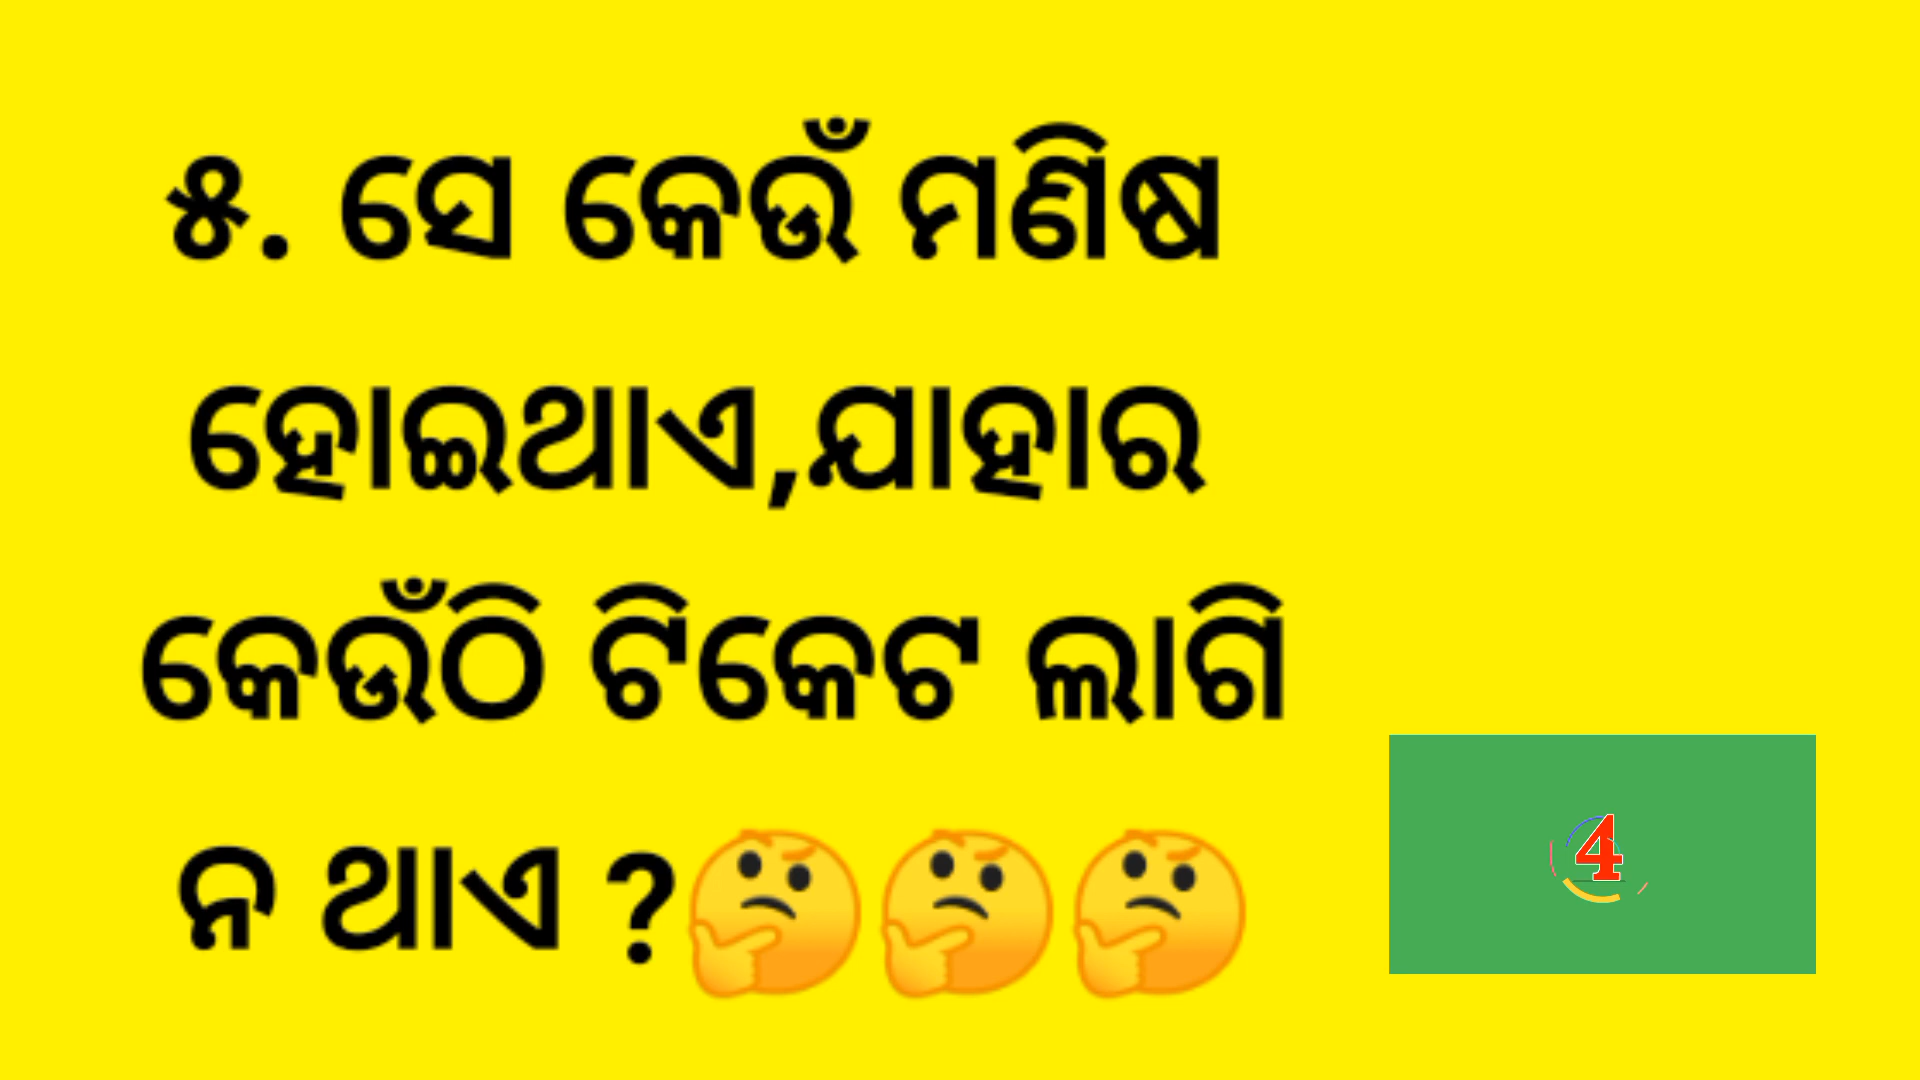 ୫. ସେ କେଉଁ ମଣିଷ
ହୋଇଥାଏ,ଯାହାର
କେଉଁଠି ଟିକେଟ ଲାଗି
ନ ଥାଏ ?🤔🤔🤔
4